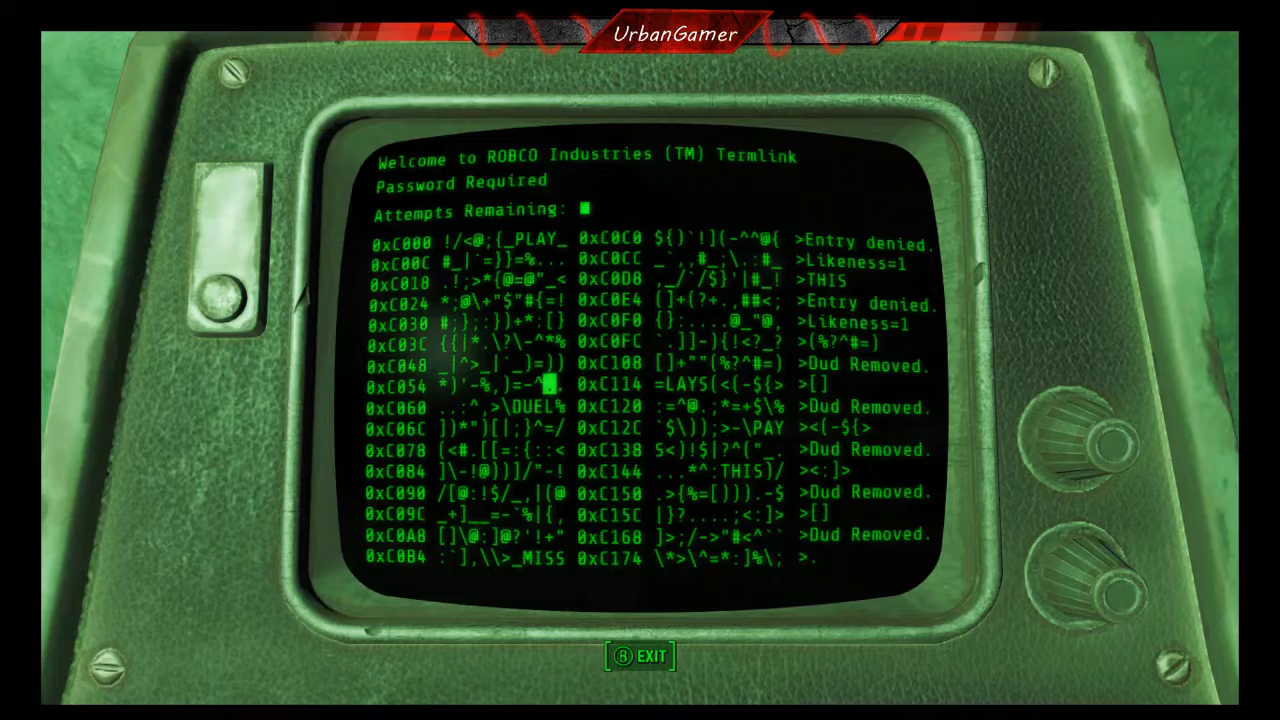 UrbanGamer
Welcome to ROBCO Industries (TM) Termlink
Password Required
Attempts Remaining: ■
0xC000 !/<@;{_PLAY_ 0xC0C0 ${)`!](-^^@{ >Entry denied.
0xC00C #_|`=}}=%... 0xC0CC _`,,#_;\.:#_ >Likeness=1
0xC018 .!;>*{@=@"_< 0xC0D8 ,_/`/$}'|#_! >THIS
0xC024 *;@\+"$"#{=! 0xC0E4 (]+(?+.,##<; >Entry denied.
0xC030 #;};:})+*:[} 0xC0F0 {}:....@_"@, >Likeness=1
0xC03C {{|*.\?\-^*% 0xC0FC `.]]-){!<?_? >(%?^#=)
0xC048 _|^>_|`_)=)) 0xC108 []+""(%?^#=) >Dud Removed.
0xC054 *)'-%,)=-^., 0xC114 =LAYS(<(-${> >[]
0xC060 ..:^,>\DUEL% 0xC120 :=^@.;*=+$\% >Dud Removed.
0xC06C ])*")[|;}^=/ 0xC12C `$\));>-\PAY ><(-${>
0xC078 (<#.[[=:{::< 0xC138 S<)!$|?^("_. >Dud Removed.
0xC084 ]\-!@))]/"-! 0xC144 ...*^:THIS)/ ><:]>
0xC090 /[@:!$/_,|(@ 0xC150 .>{%=[))).-$ >Dud Removed.
0xC09C _+]__=-`%|{, 0xC15C |}?....;<:]> >[]
0xC0A8 []\@:]@?'!+" 0xC168 ]>;/->"#<^`` >Dud Removed.
0xC0B4 :`],\\>_MISS 0xC174 \*>\^=*:]%\; >.
[Ⓑ EXIT]